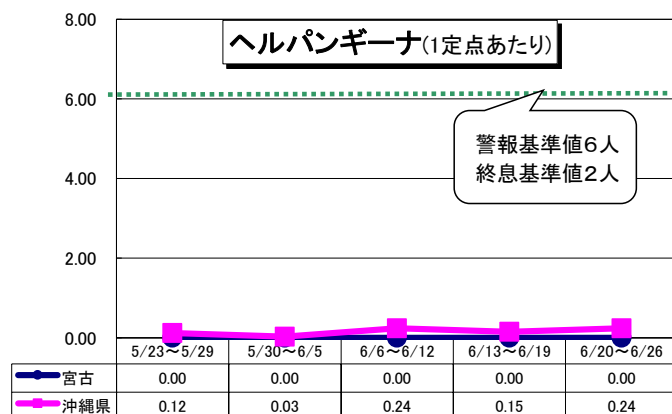 ヘルパンギーナ(1定点あたり)
8.00
6.00
警報基準値6人
終息基準値2人
4.00
2.00
0.00
5/23～5/29 5/30～6/5 6/6～6/12 6/13～6/19 6/20～6/26
宮古 0.00 0.00 0.00 0.00 0.00
沖縄県 0.12 0.03 0.24 0.15 0.24